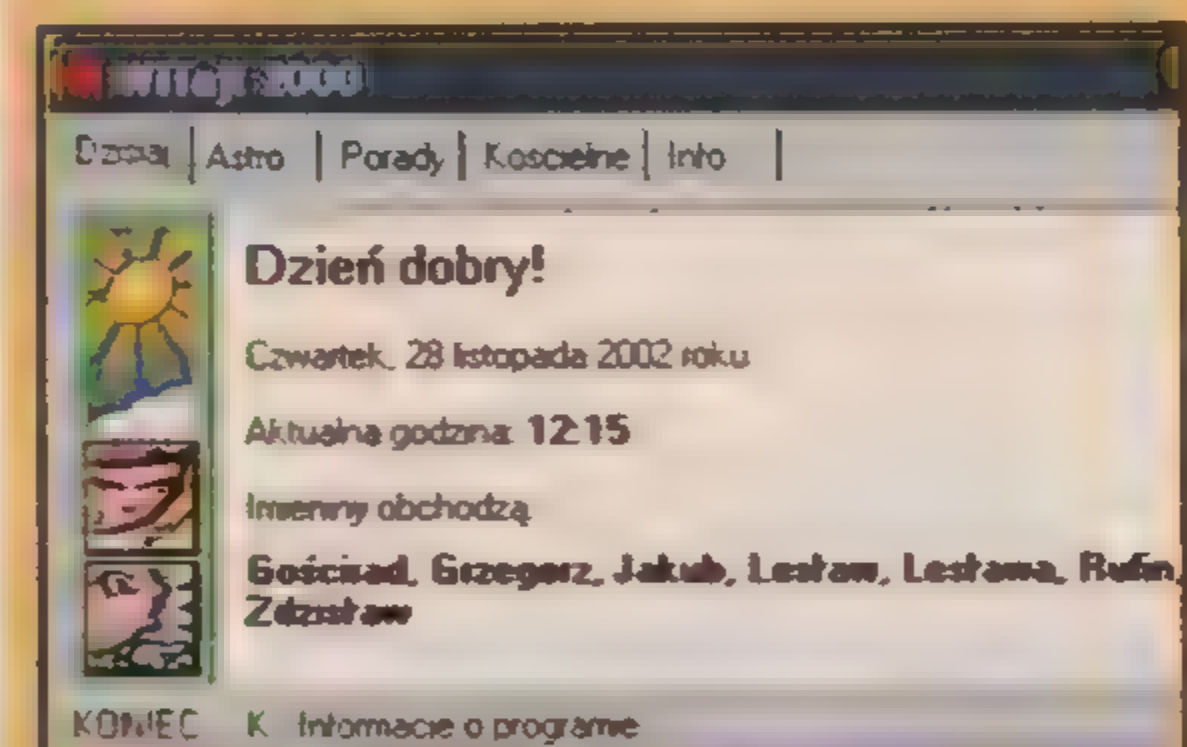 Dzisiaj Astro Porady Kościelne Info
Dzień dobry!
Czwartek, 28 listopada 2002 roku
Aktualna godzina: 12:15
Imieniny obchodzą
Gościrad, Grzegorz, Jakub, Lesław, Lesława, Rufin,
Zdzisław
KONIEC K Informacje o programie